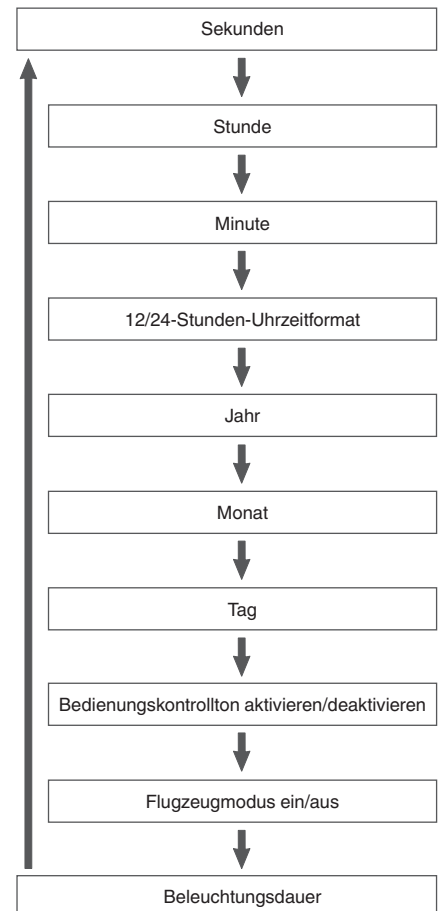 Sekunden
Stunde
Minute
12/24-Stunden-Uhrzeitformat
Jahr
Monat
Tag
Bedienungskontrollton aktivieren/deaktivieren
Flugzeugmodus ein/aus
Beleuchtungsdauer